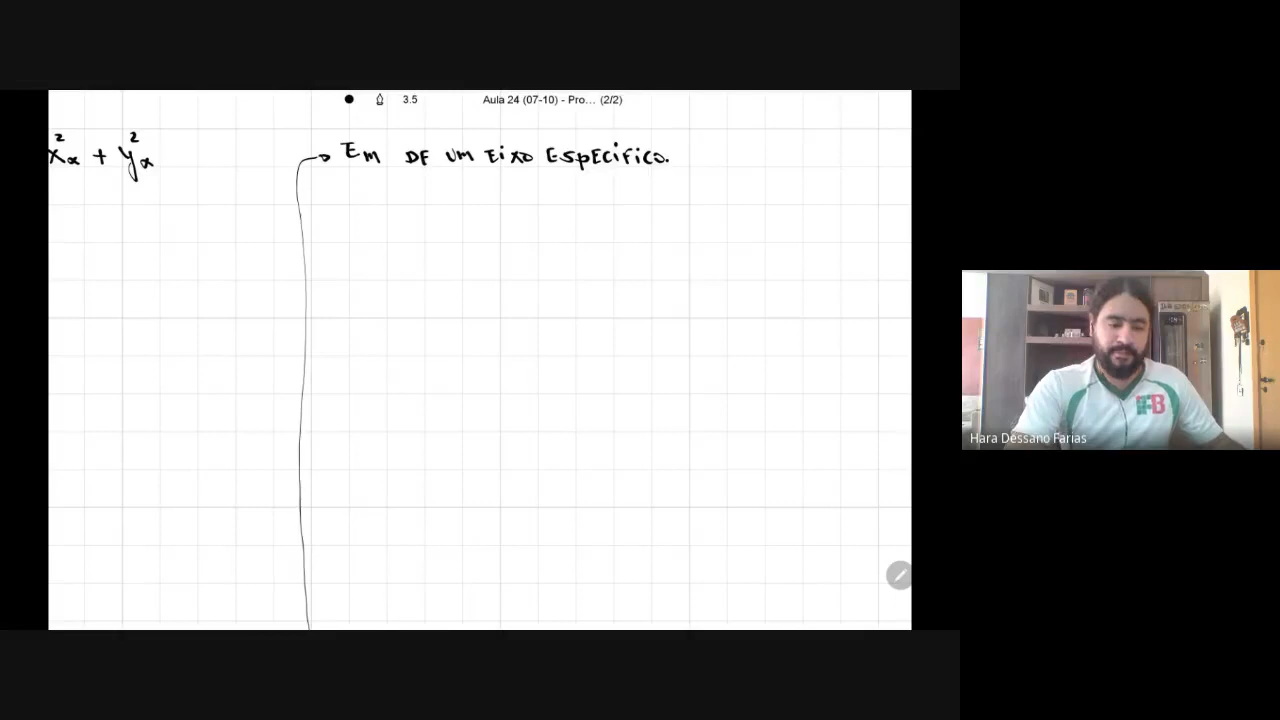 3.5 Aula 24 (07-10) - Pro... (2/2)
x²α + y²α
Em DE UM Eixo EspEcifico.
IFB
Hara Dessano Farias